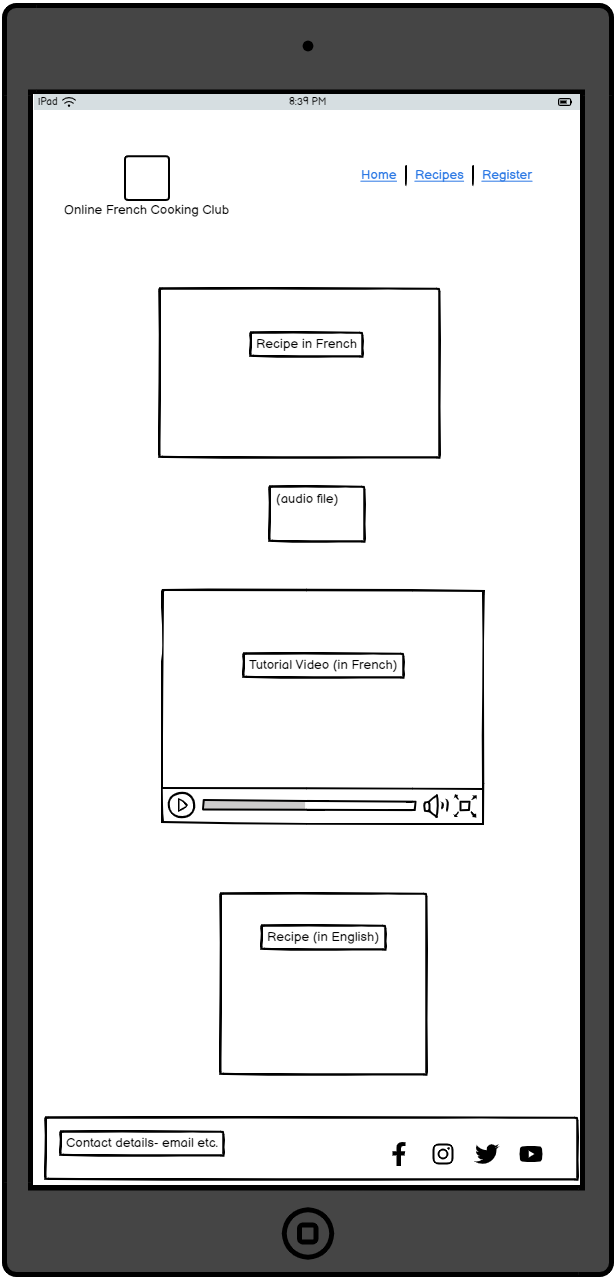 iPad
8:39 PM
Home | Recipes | Register
Online French Cooking Club
Recipe in French
(audio file)
Tutorial Video (in French)
Recipe (in English)
Contact details- email etc.